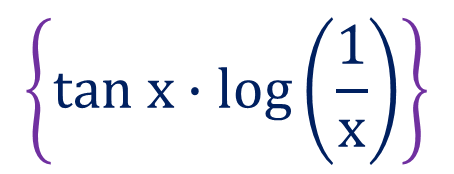 {tan x · log(1/x)}